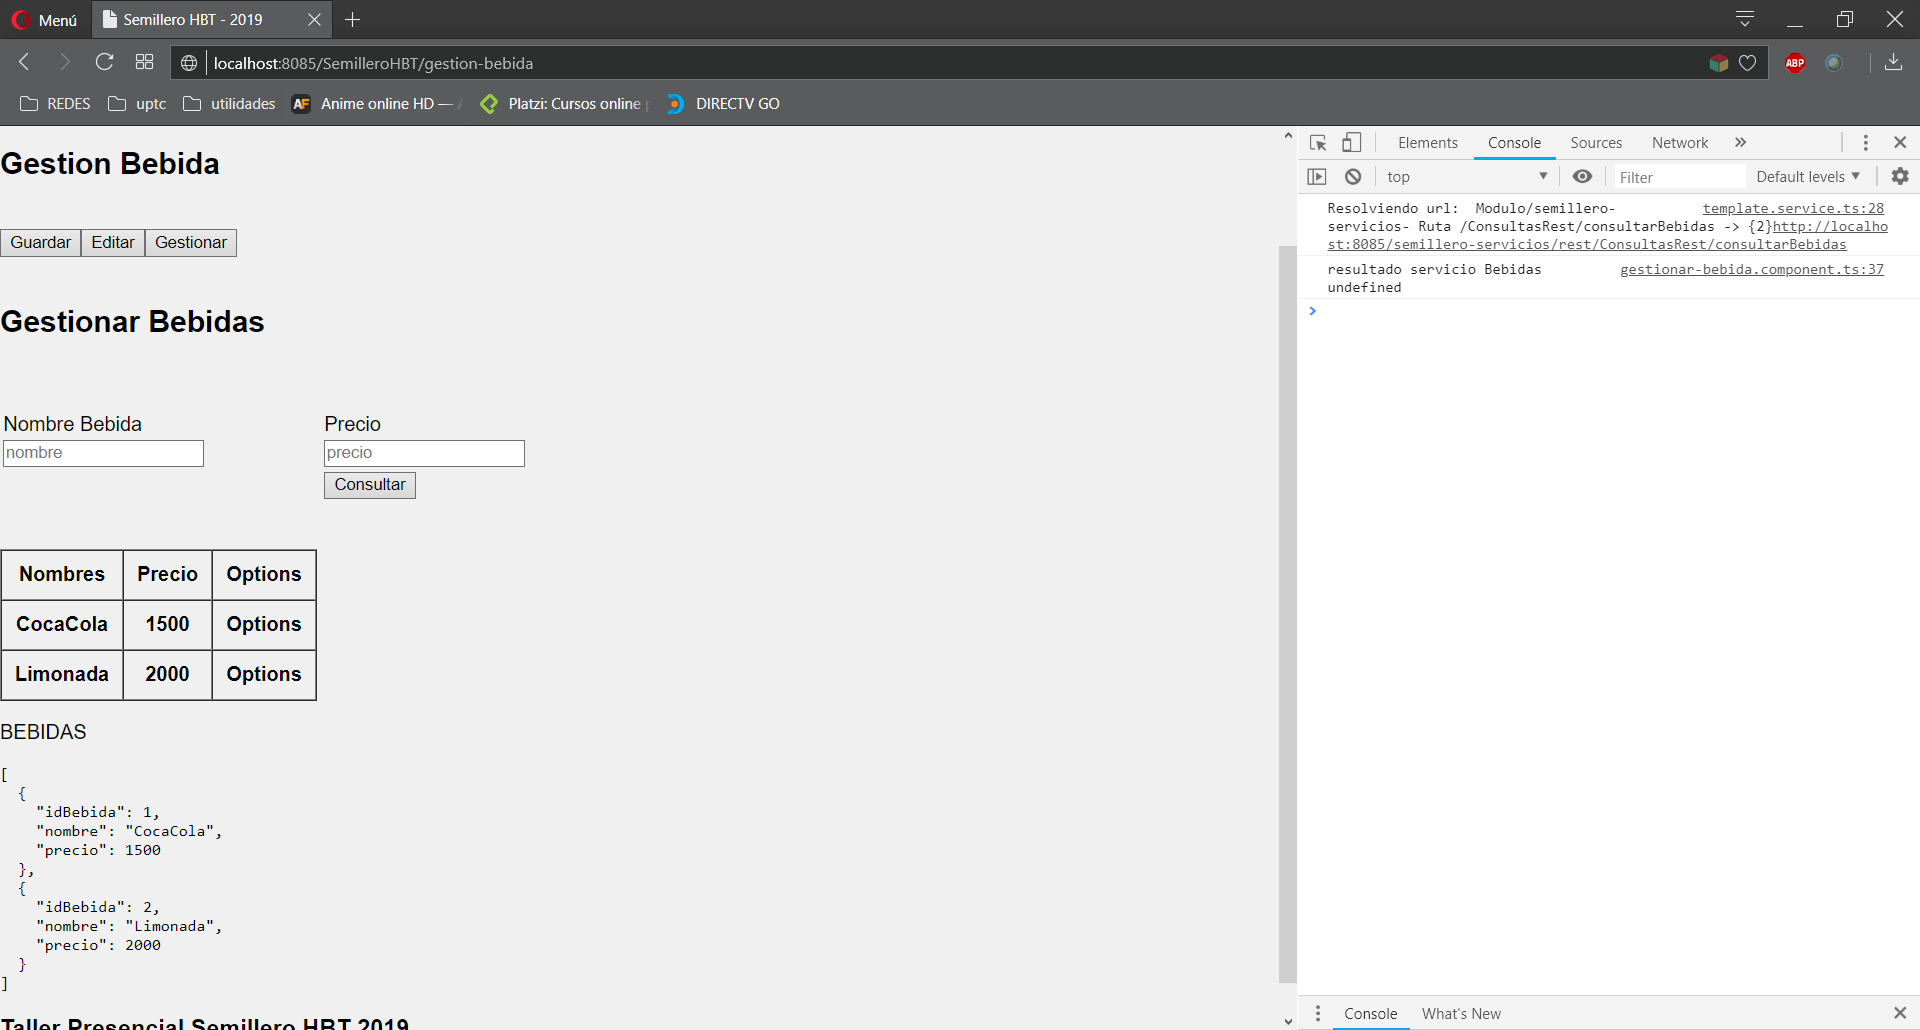 Menú
Semillero HBT - 2019
localhost:8085/SemilleroHBT/gestion-bebida
ABP
REDES
uptc
utilidades
AF
Anime online HD —
Platzi: Cursos online
DIRECTV GO
Gestion Bebida
Guardar
Editar
Gestionar
Gestionar Bebidas
Nombre Bebida
Precio
nombre
precio
Consultar
Nombres Precio Options
CocaCola 1500 Options
Limonada 2000 Options
BEBIDAS
[
{
"idBebida": 1,
"nombre": "CocaCola",
"precio": 1500
},
{
"idBebida": 2,
"nombre": "Limonada",
"precio": 2000
}
]
Taller Presencial Semillero HBT 2019
Elements
Console
Sources
Network
»
top
Filter
Default levels
Resolviendo url:  Modulo/semillero- template.service.ts:28
servicios- Ruta /ConsultasRest/consultarBebidas -> {2}http://localho
st:8085/semillero-servicios/rest/ConsultasRest/consultarBebidas
resultado servicio Bebidas gestionar-bebida.component.ts:37
undefined
>
Console
What's New